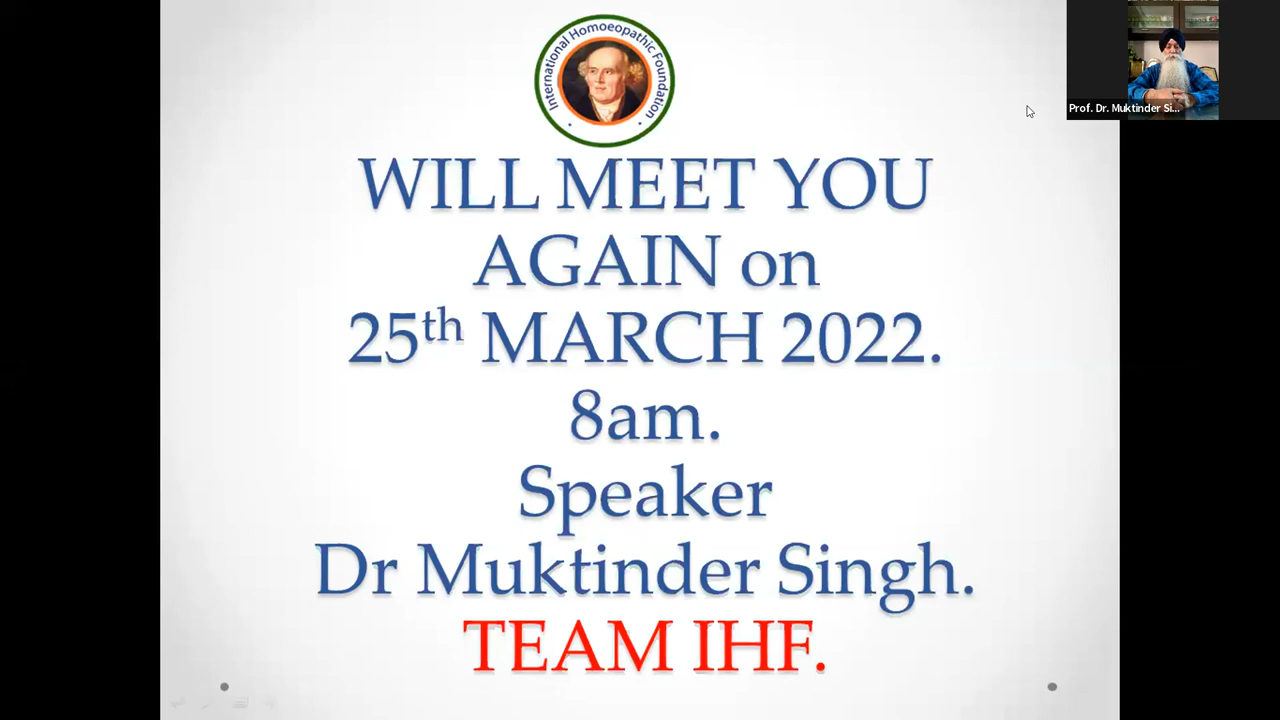 International Homoeopathic Foundation
Prof. Dr. Muktinder Si...
WILL MEET YOU
AGAIN on
25th MARCH 2022.
8am.
Speaker
Dr Muktinder Singh.
TEAM IHF.